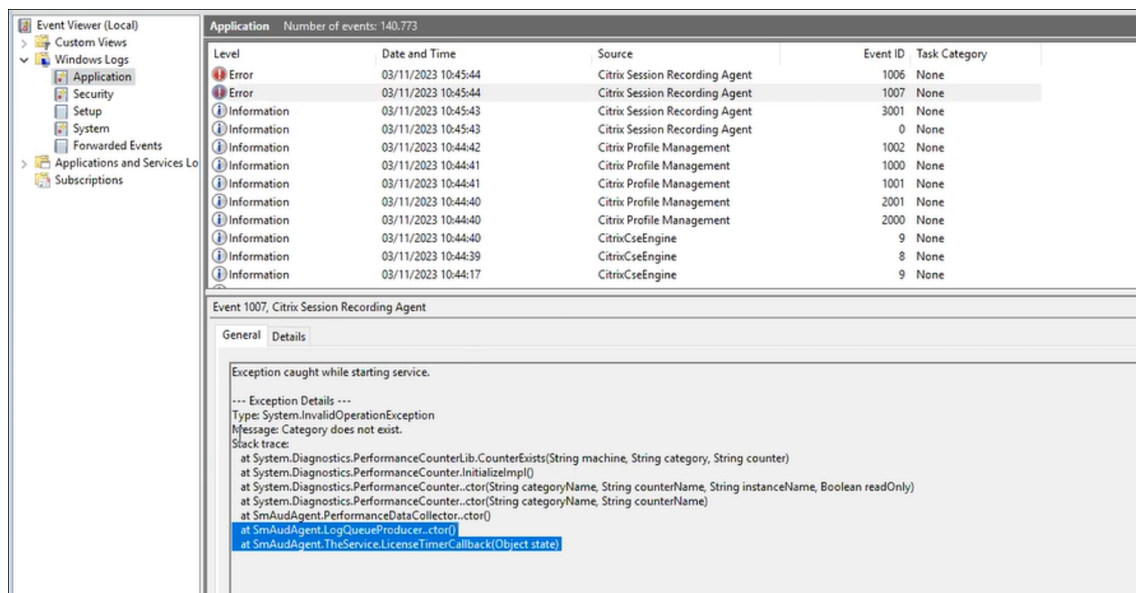 Event Viewer (Local)
Custom Views
Windows Logs
Application
Security
Setup
System
Forwarded Events
Applications and Services Lo
Subscriptions
Application Number of events: 140.773
Level Date and Time Source Event ID Task Category
Error 03/11/2023 10:45:44 Citrix Session Recording Agent 1006 None
Error 03/11/2023 10:45:44 Citrix Session Recording Agent 1007 None
Information 03/11/2023 10:45:43 Citrix Session Recording Agent 3001 None
Information 03/11/2023 10:45:43 Citrix Session Recording Agent 0 None
Information 03/11/2023 10:44:42 Citrix Profile Management 1002 None
Information 03/11/2023 10:44:41 Citrix Profile Management 1000 None
Information 03/11/2023 10:44:41 Citrix Profile Management 1001 None
Information 03/11/2023 10:44:40 Citrix Profile Management 2001 None
Information 03/11/2023 10:44:40 Citrix Profile Management 2000 None
Information 03/11/2023 10:44:40 CitrixCseEngine 9 None
Information 03/11/2023 10:44:39 CitrixCseEngine 8 None
Information 03/11/2023 10:44:17 CitrixCseEngine 9 None
Event 1007, Citrix Session Recording Agent
General Details
Exception caught while starting service.
--- Exception Details ---
Type: System.InvalidOperationException
Message: Category does not exist.
Stack trace:
at System.Diagnostics.PerformanceCounterLib.CounterExists(String machine, String category, String counter)
at System.Diagnostics.PerformanceCounter.InitializeImpl()
at System.Diagnostics.PerformanceCounter..ctor(String categoryName, String counterName, String instanceName, Boolean readOnly)
at System.Diagnostics.PerformanceCounter..ctor(String categoryName, String counterName)
at SmAudAgent.PerformanceDataCollector..ctor()
at SmAudAgent.LogQueueProducer..ctor()
at SmAudAgent.TheService.LicenseTimerCallback(Object state)